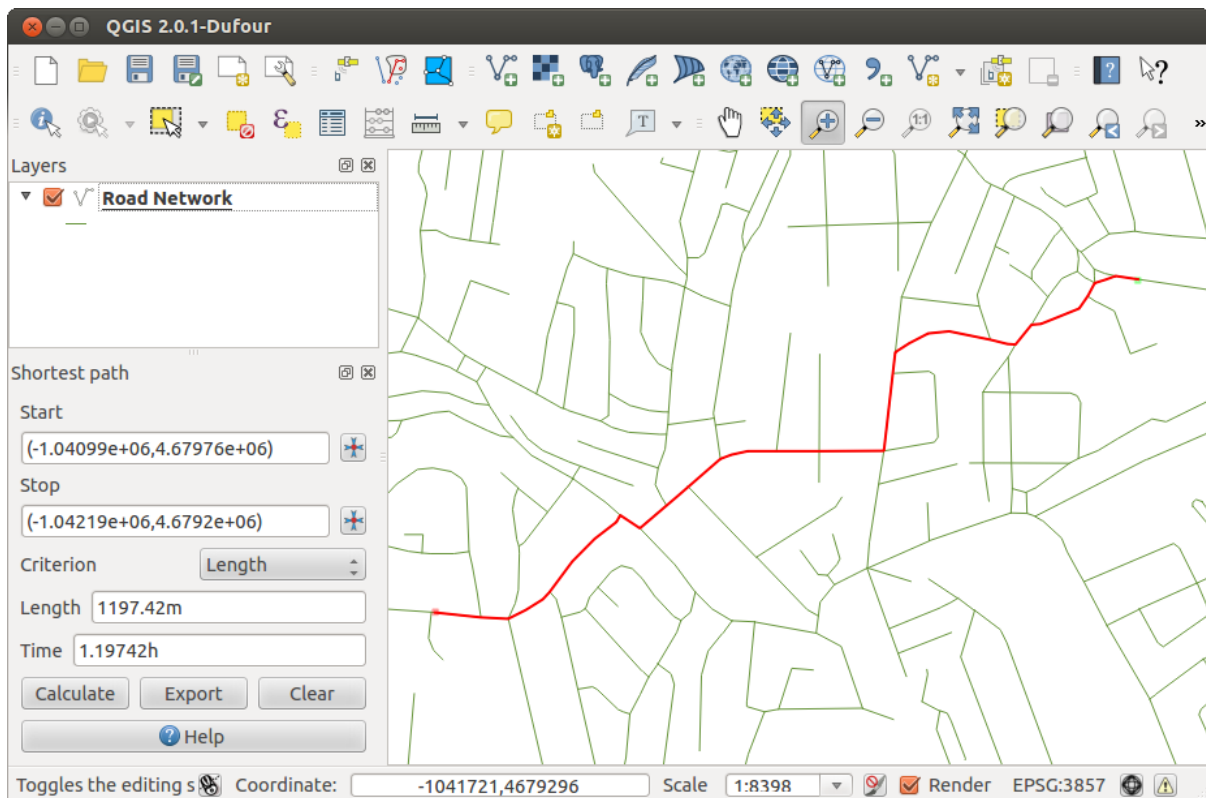 QGIS 2.0.1-Dufour
Layers
Road Network
Shortest path
Start
(-1.04099e+06,4.67976e+06)
Stop
(-1.04219e+06,4.6792e+06)
Criterion Length
Length 1197.42m
Time 1.19742h
Calculate Export Clear
Help
Toggles the editing s Coordinate: -1041721,4679296 Scale 1:8398 Render EPSG:3857